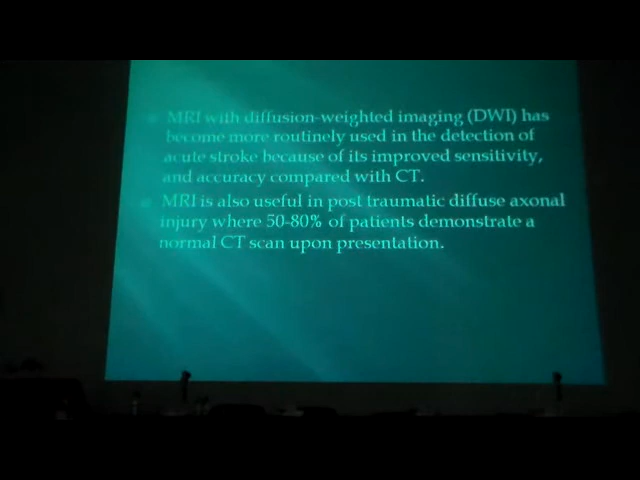 MRI with diffusion-weighted imaging (DWI) has
become more routinely used in the detection of
acute stroke because of its improved sensitivity,
and accuracy compared with CT.
MRI is also useful in post traumatic diffuse axonal
injury where 50-80% of patients demonstrate a
normal CT scan upon presentation.